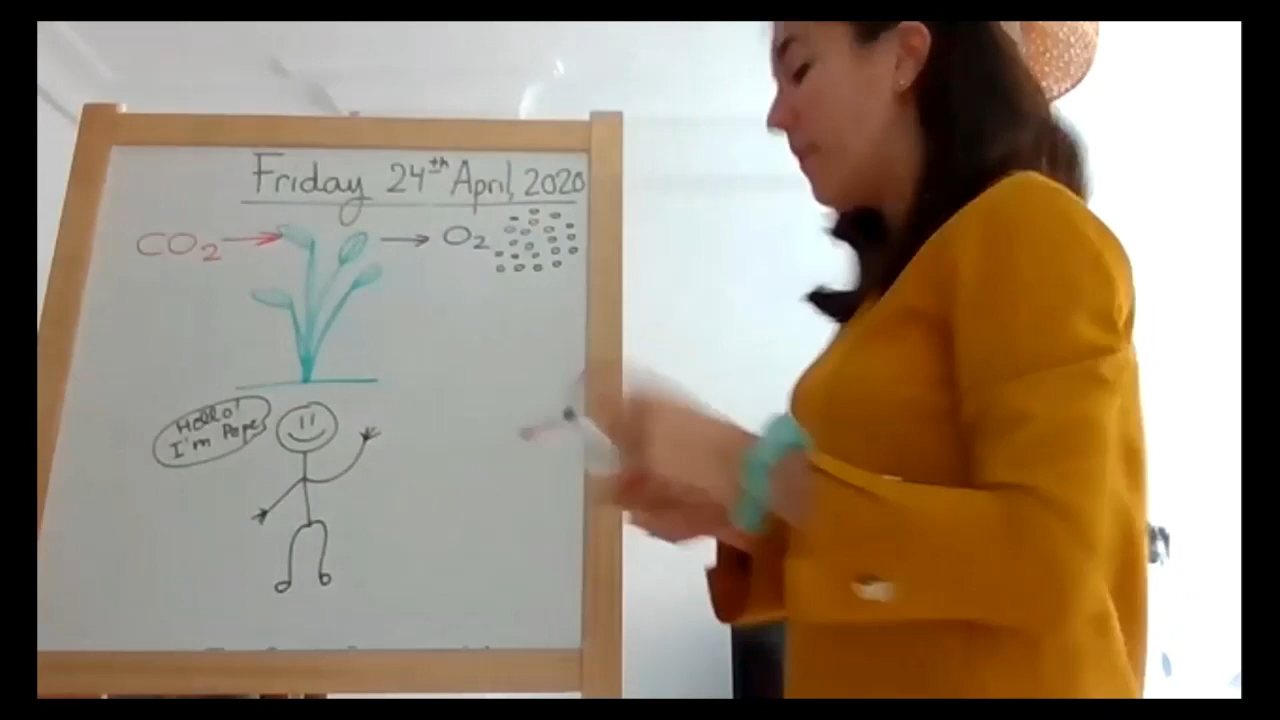 Friday 24th April, 2020
CO2 → → O2
Hello!
I'm Pepe